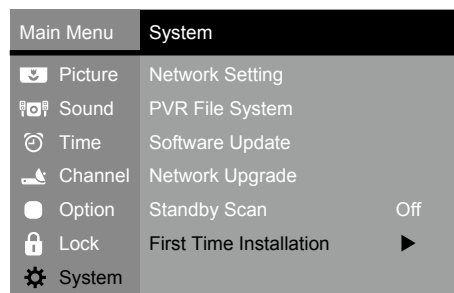 Main Menu
System
Picture
Sound
Time
Channel
Option
Lock
System
Network Setting
PVR File System
Software Update
Network Upgrade
Standby Scan Off
First Time Installation